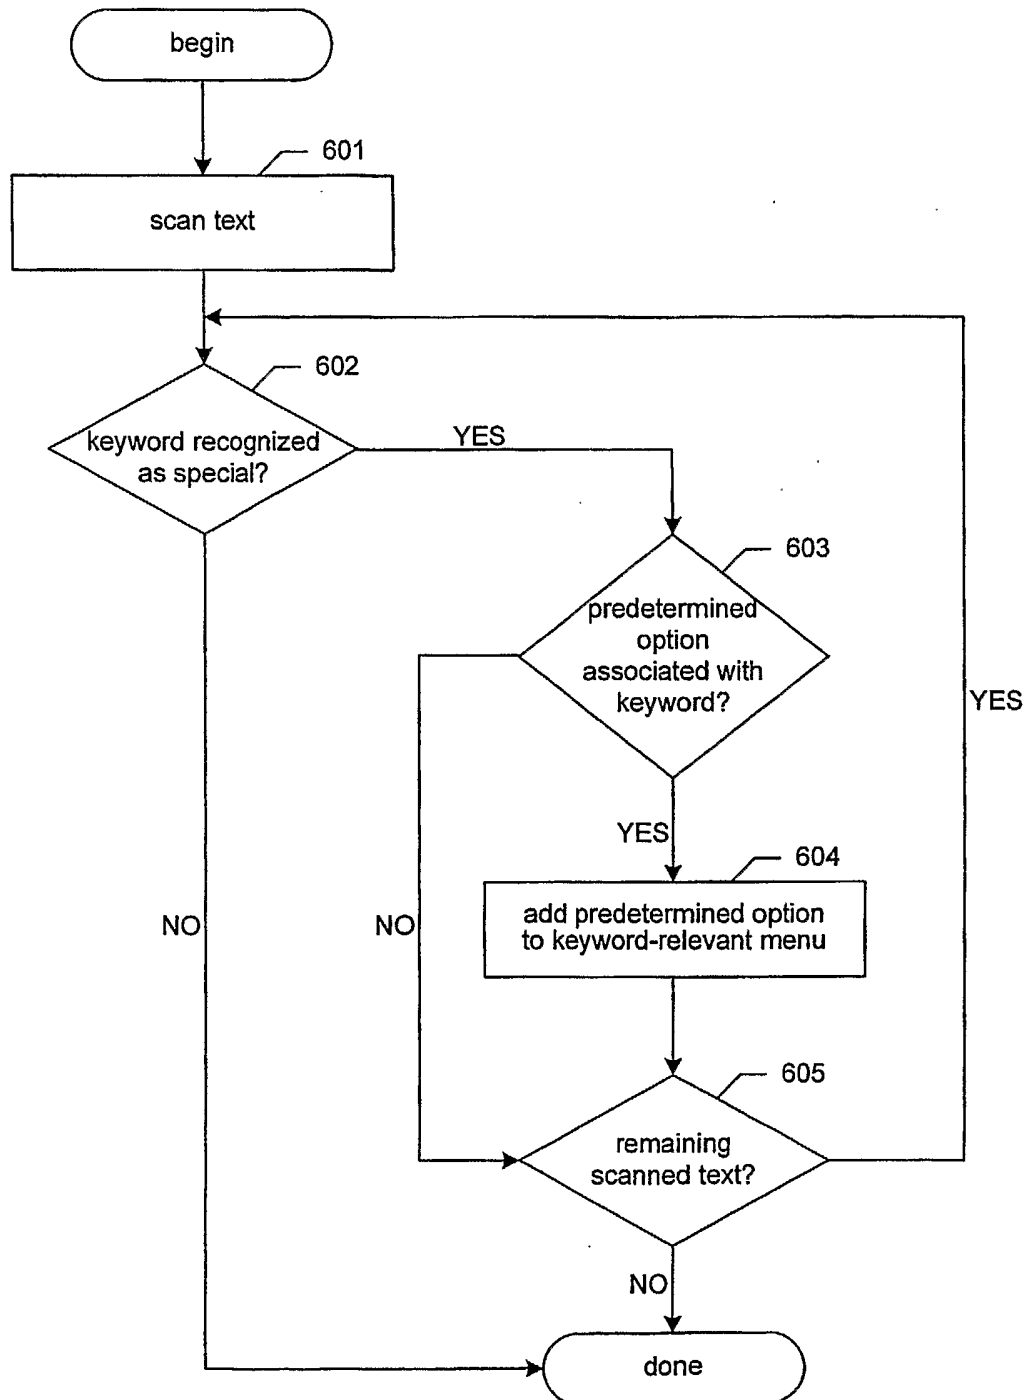 begin
601
scan text
602
keyword recognized
as special?
YES
603
predetermined
option
associated with
keyword?
YES
YES
604
add predetermined option
to keyword-relevant menu
NO
NO
605
remaining
scanned text?
NO
done